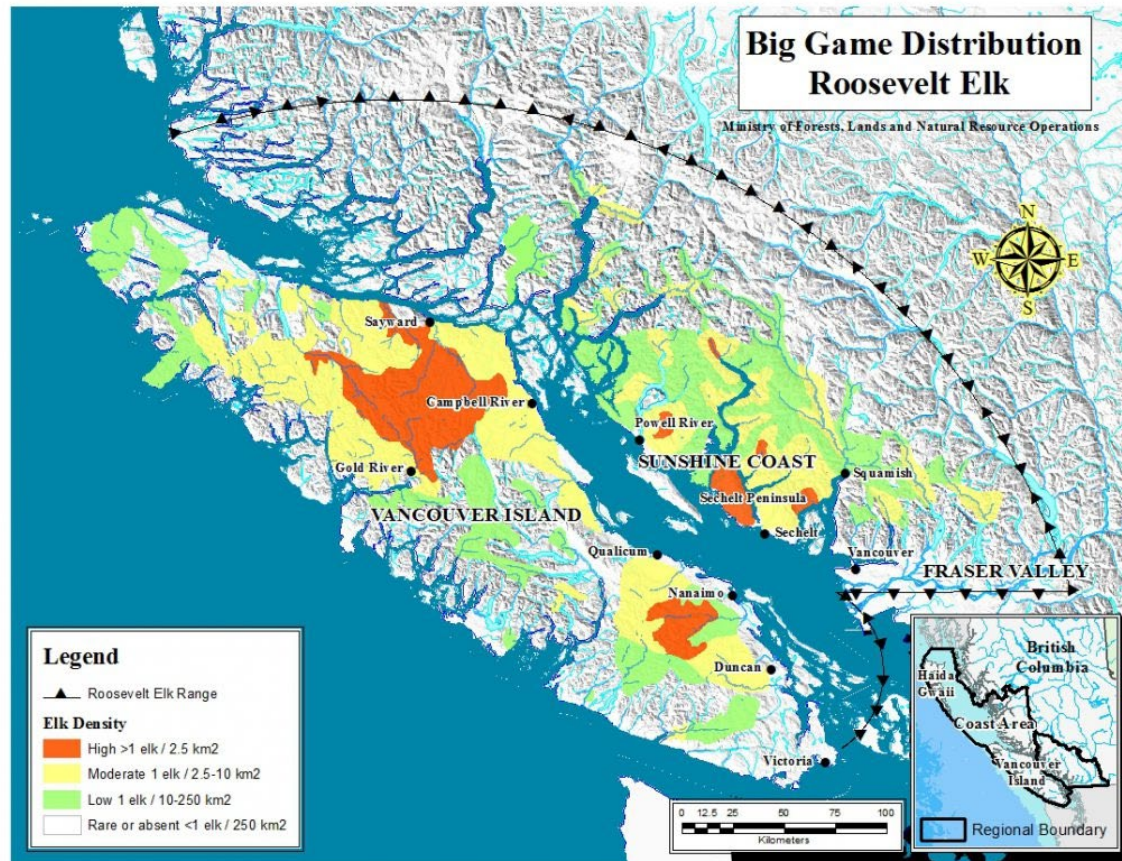 Big Game Distribution
Roosevelt Elk
Ministry of Forests, Lands and Natural Resource Operations
N
W
E
S
Sayward
Campbell River
Gold River
VANCOUVER ISLAND
Powell River
SUNSHINE COAST
Squamish
Sechelt Peninsula
Sechelt
Vancouver
FRASER VALLEY
Qualicum
Nanaimo
Duncan
Victoria
Legend
Roosevelt Elk Range
Elk Density
High >1 elk / 2.5 km2
Moderate 1 elk / 2.5-10 km2
Low 1 elk / 10-250 km2
Rare or absent <1 elk / 250 km2
0 12.5 25 50 75 100
Kilometers
British
Columbia
Haida
Gwaii
Coast Area
Vancouver
Island
Regional Boundary